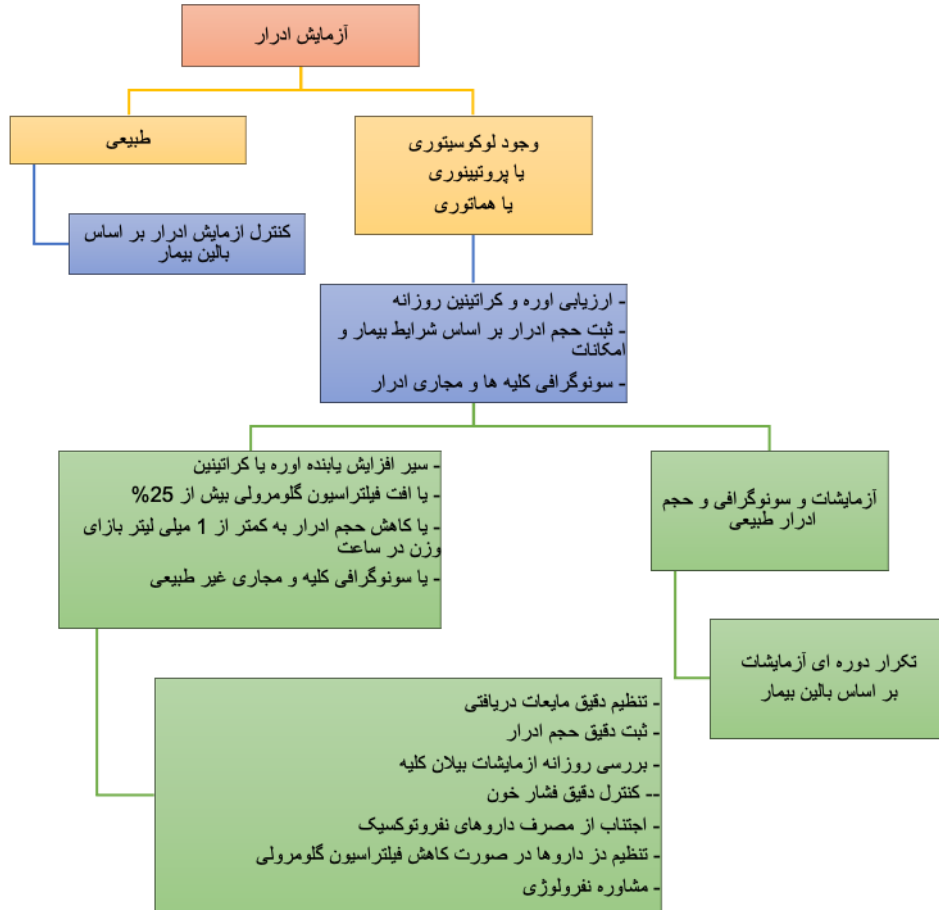 آزمایش ادرار
طبیعی
وجود لوکوسیتوری
یا پروتیینوری
یا هماتوری
کنترل ازمایش ادرار بر اساس
بالین بیمار
- ارزیابی اوره و کراتینین روزانه
- ثبت حجم ادرار بر اساس شرایط بیمار و
امکانات
- سونوگرافی کلیه ها و مجاری ادرار
- سیر افزایش یابنده اوره یا کراتینین
- یا افت فیلتراسیون گلومرولی بیش از 25%
- یا کاهش حجم ادرار به کمتر از 1 میلی لیتر بازای
وزن در ساعت
- یا سونوگرافی کلیه و مجاری غیر طبیعی
آزمایشات و سونوگرافی و حجم
ادرار طبیعی
تکرار دوره ای آزمایشات
بر اساس بالین بیمار
- تنظیم دقیق مایعات دریافتی
- ثبت دقیق حجم ادرار
- بررسی روزانه ازمایشات بیلان کلیه
-- کنترل دقیق فشار خون
- اجتناب از مصرف داروهای نفروتوکسیک
- تنظیم دز داروها در صورت کاهش فیلتراسیون گلومرولی
- مشاوره نفرولوژی